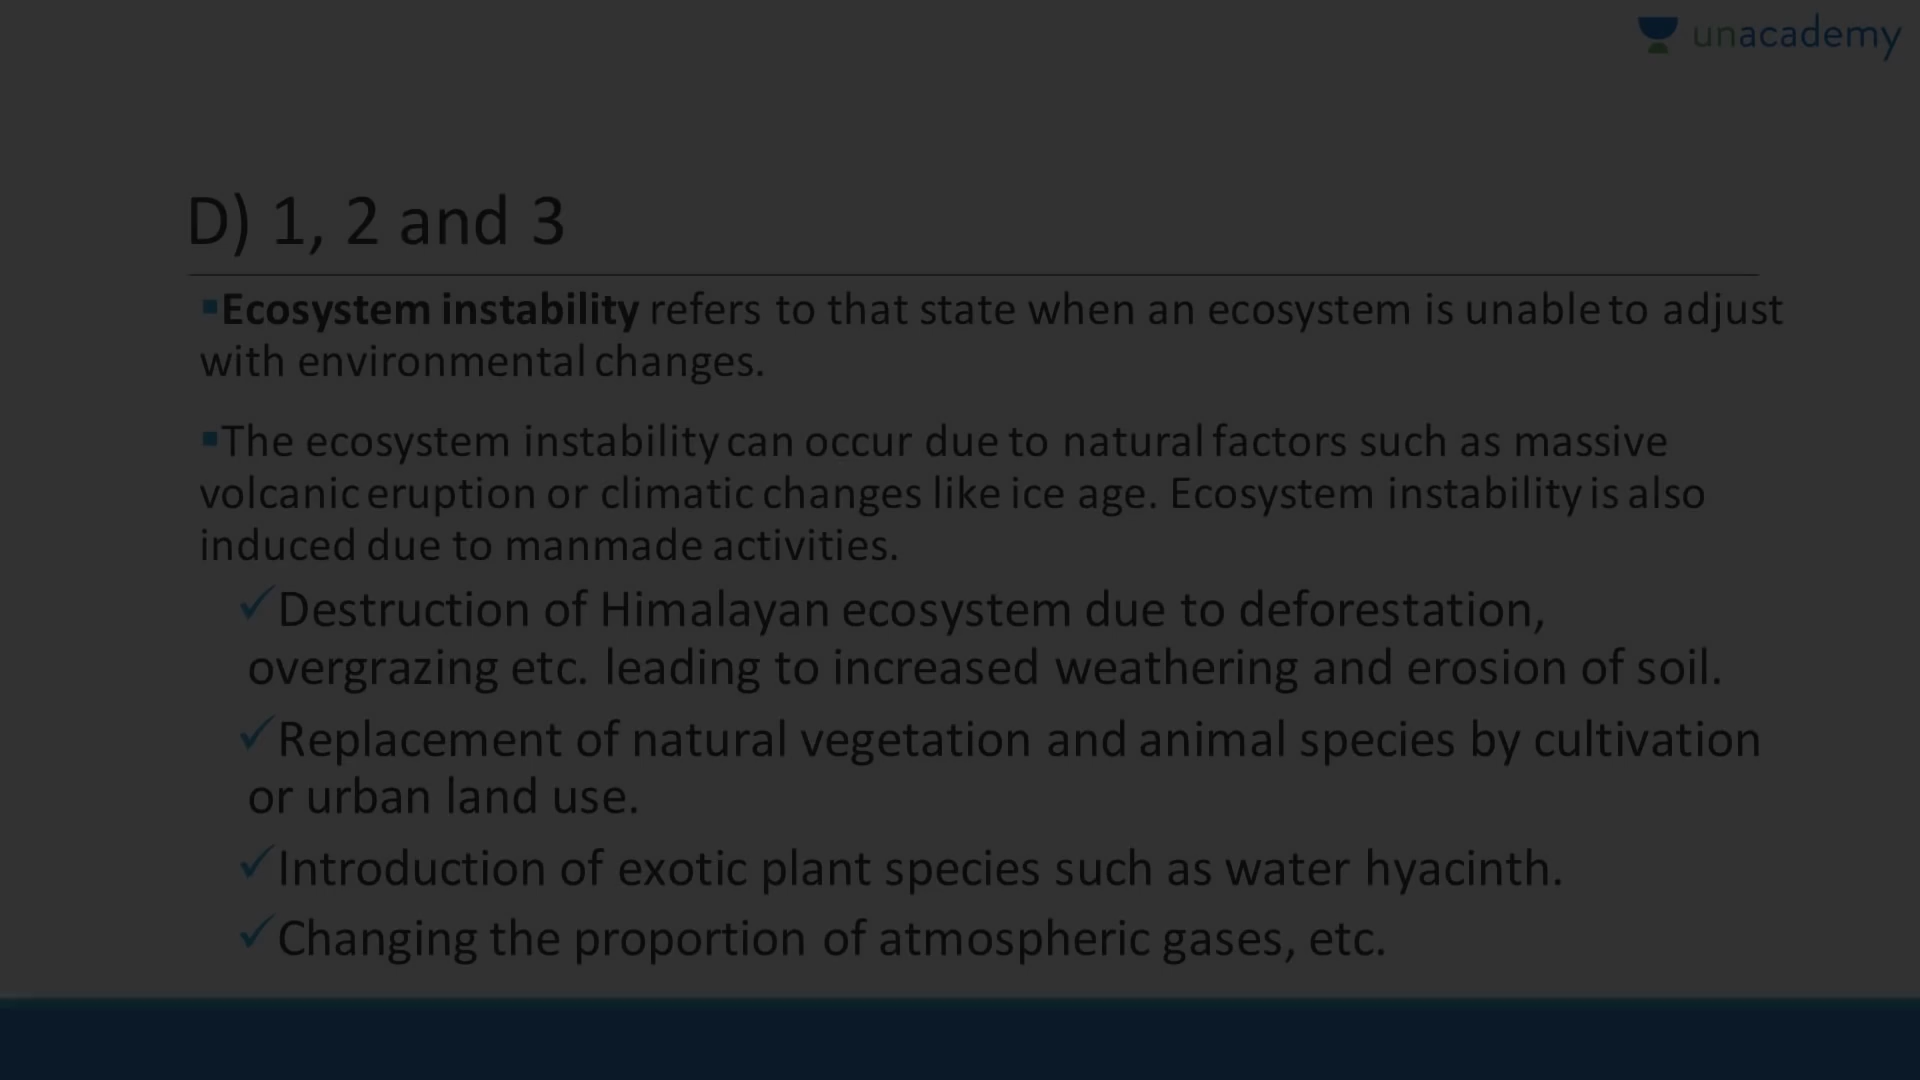 unacademy
D) 1, 2 and 3
▪Ecosystem instability refers to that state when an ecosystem is unable to adjust
with environmental changes.
▪The ecosystem instability can occur due to natural factors such as massive
volcanic eruption or climatic changes like ice age. Ecosystem instability is also
induced due to manmade activities.
✓Destruction of Himalayan ecosystem due to deforestation,
overgrazing etc. leading to increased weathering and erosion of soil.
✓Replacement of natural vegetation and animal species by cultivation
or urban land use.
✓Introduction of exotic plant species such as water hyacinth.
✓Changing the proportion of atmospheric gases, etc.